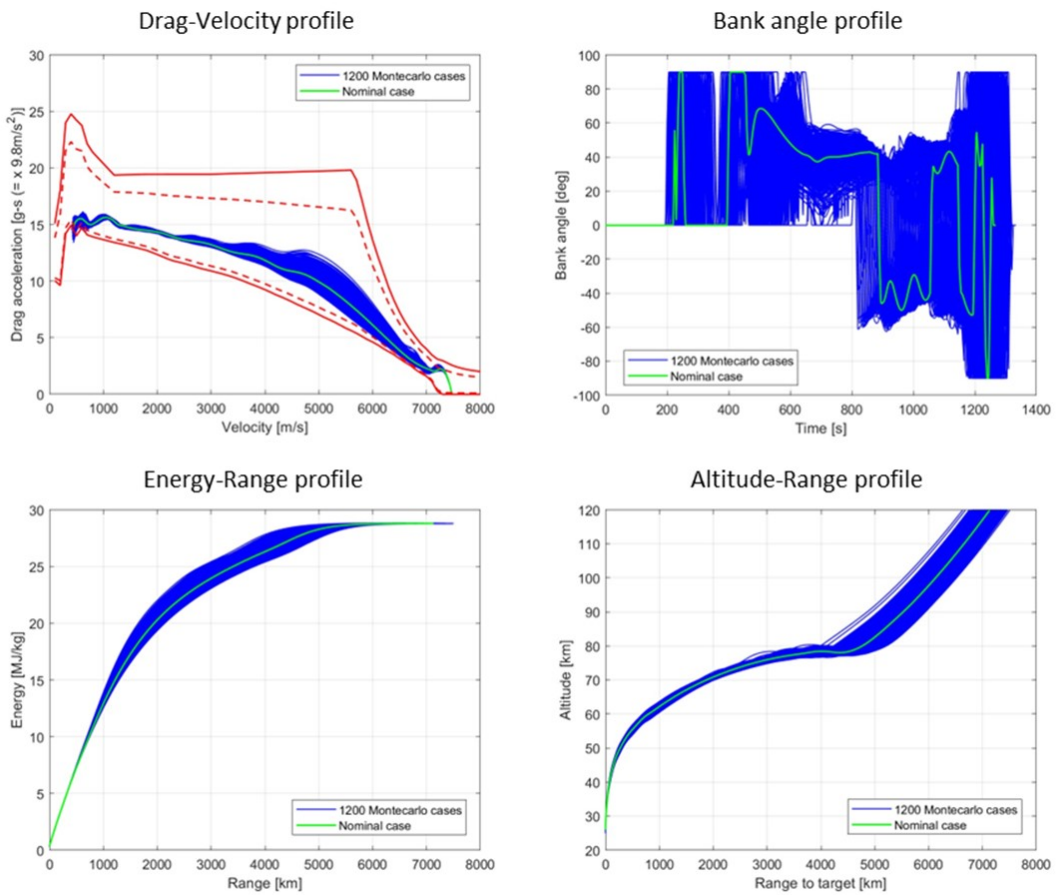 Drag-Velocity profile
30
25
20
15
10
5
0
Drag acceleration [g-s (= x 9.8m/s²)]
1200 Montecarlo cases
Nominal case
0 1000 2000 3000 4000 5000 6000 7000 8000
Velocity [m/s]
Bank angle profile
100
80
60
40
20
0
-20
-40
-60
-80
-100
Bank angle [deg]
1200 Montecarlo cases
Nominal case
0 200 400 600 800 1000 1200 1400
Time [s]
Energy-Range profile
30
25
20
15
10
5
0
Energy [MJ/kg]
1200 Montecarlo cases
Nominal case
0 1000 2000 3000 4000 5000 6000 7000 8000
Range [km]
Altitude-Range profile
120
110
100
90
80
70
60
50
40
30
20
Altitude [km]
1200 Montecarlo cases
Nominal case
0 1000 2000 3000 4000 5000 6000 7000 8000
Range to target [km]